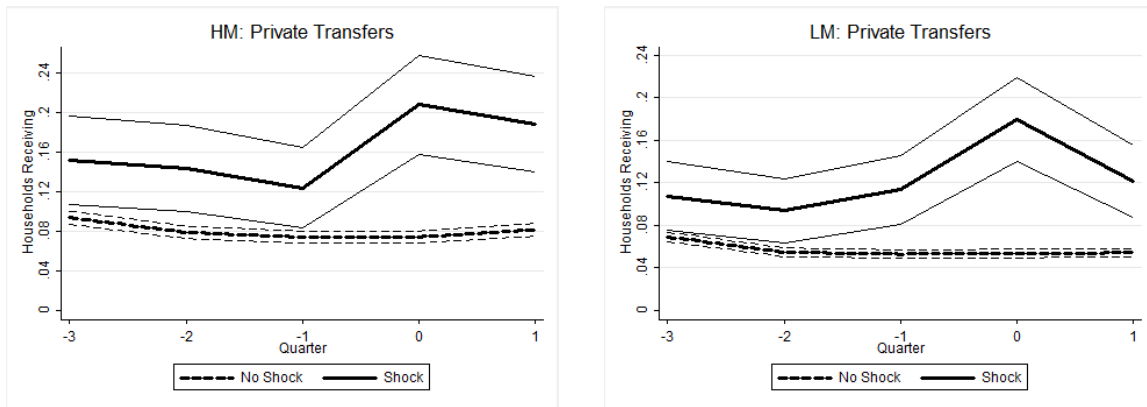 HM: Private Transfers
Households Receiving
.24
.2
.16
.12
.08
.04
0
-3 -2 -1 0 1
Quarter
No Shock Shock
LM: Private Transfers
Households Receiving
.24
.2
.16
.12
.08
.04
0
-3 -2 -1 0 1
Quarter
No Shock Shock